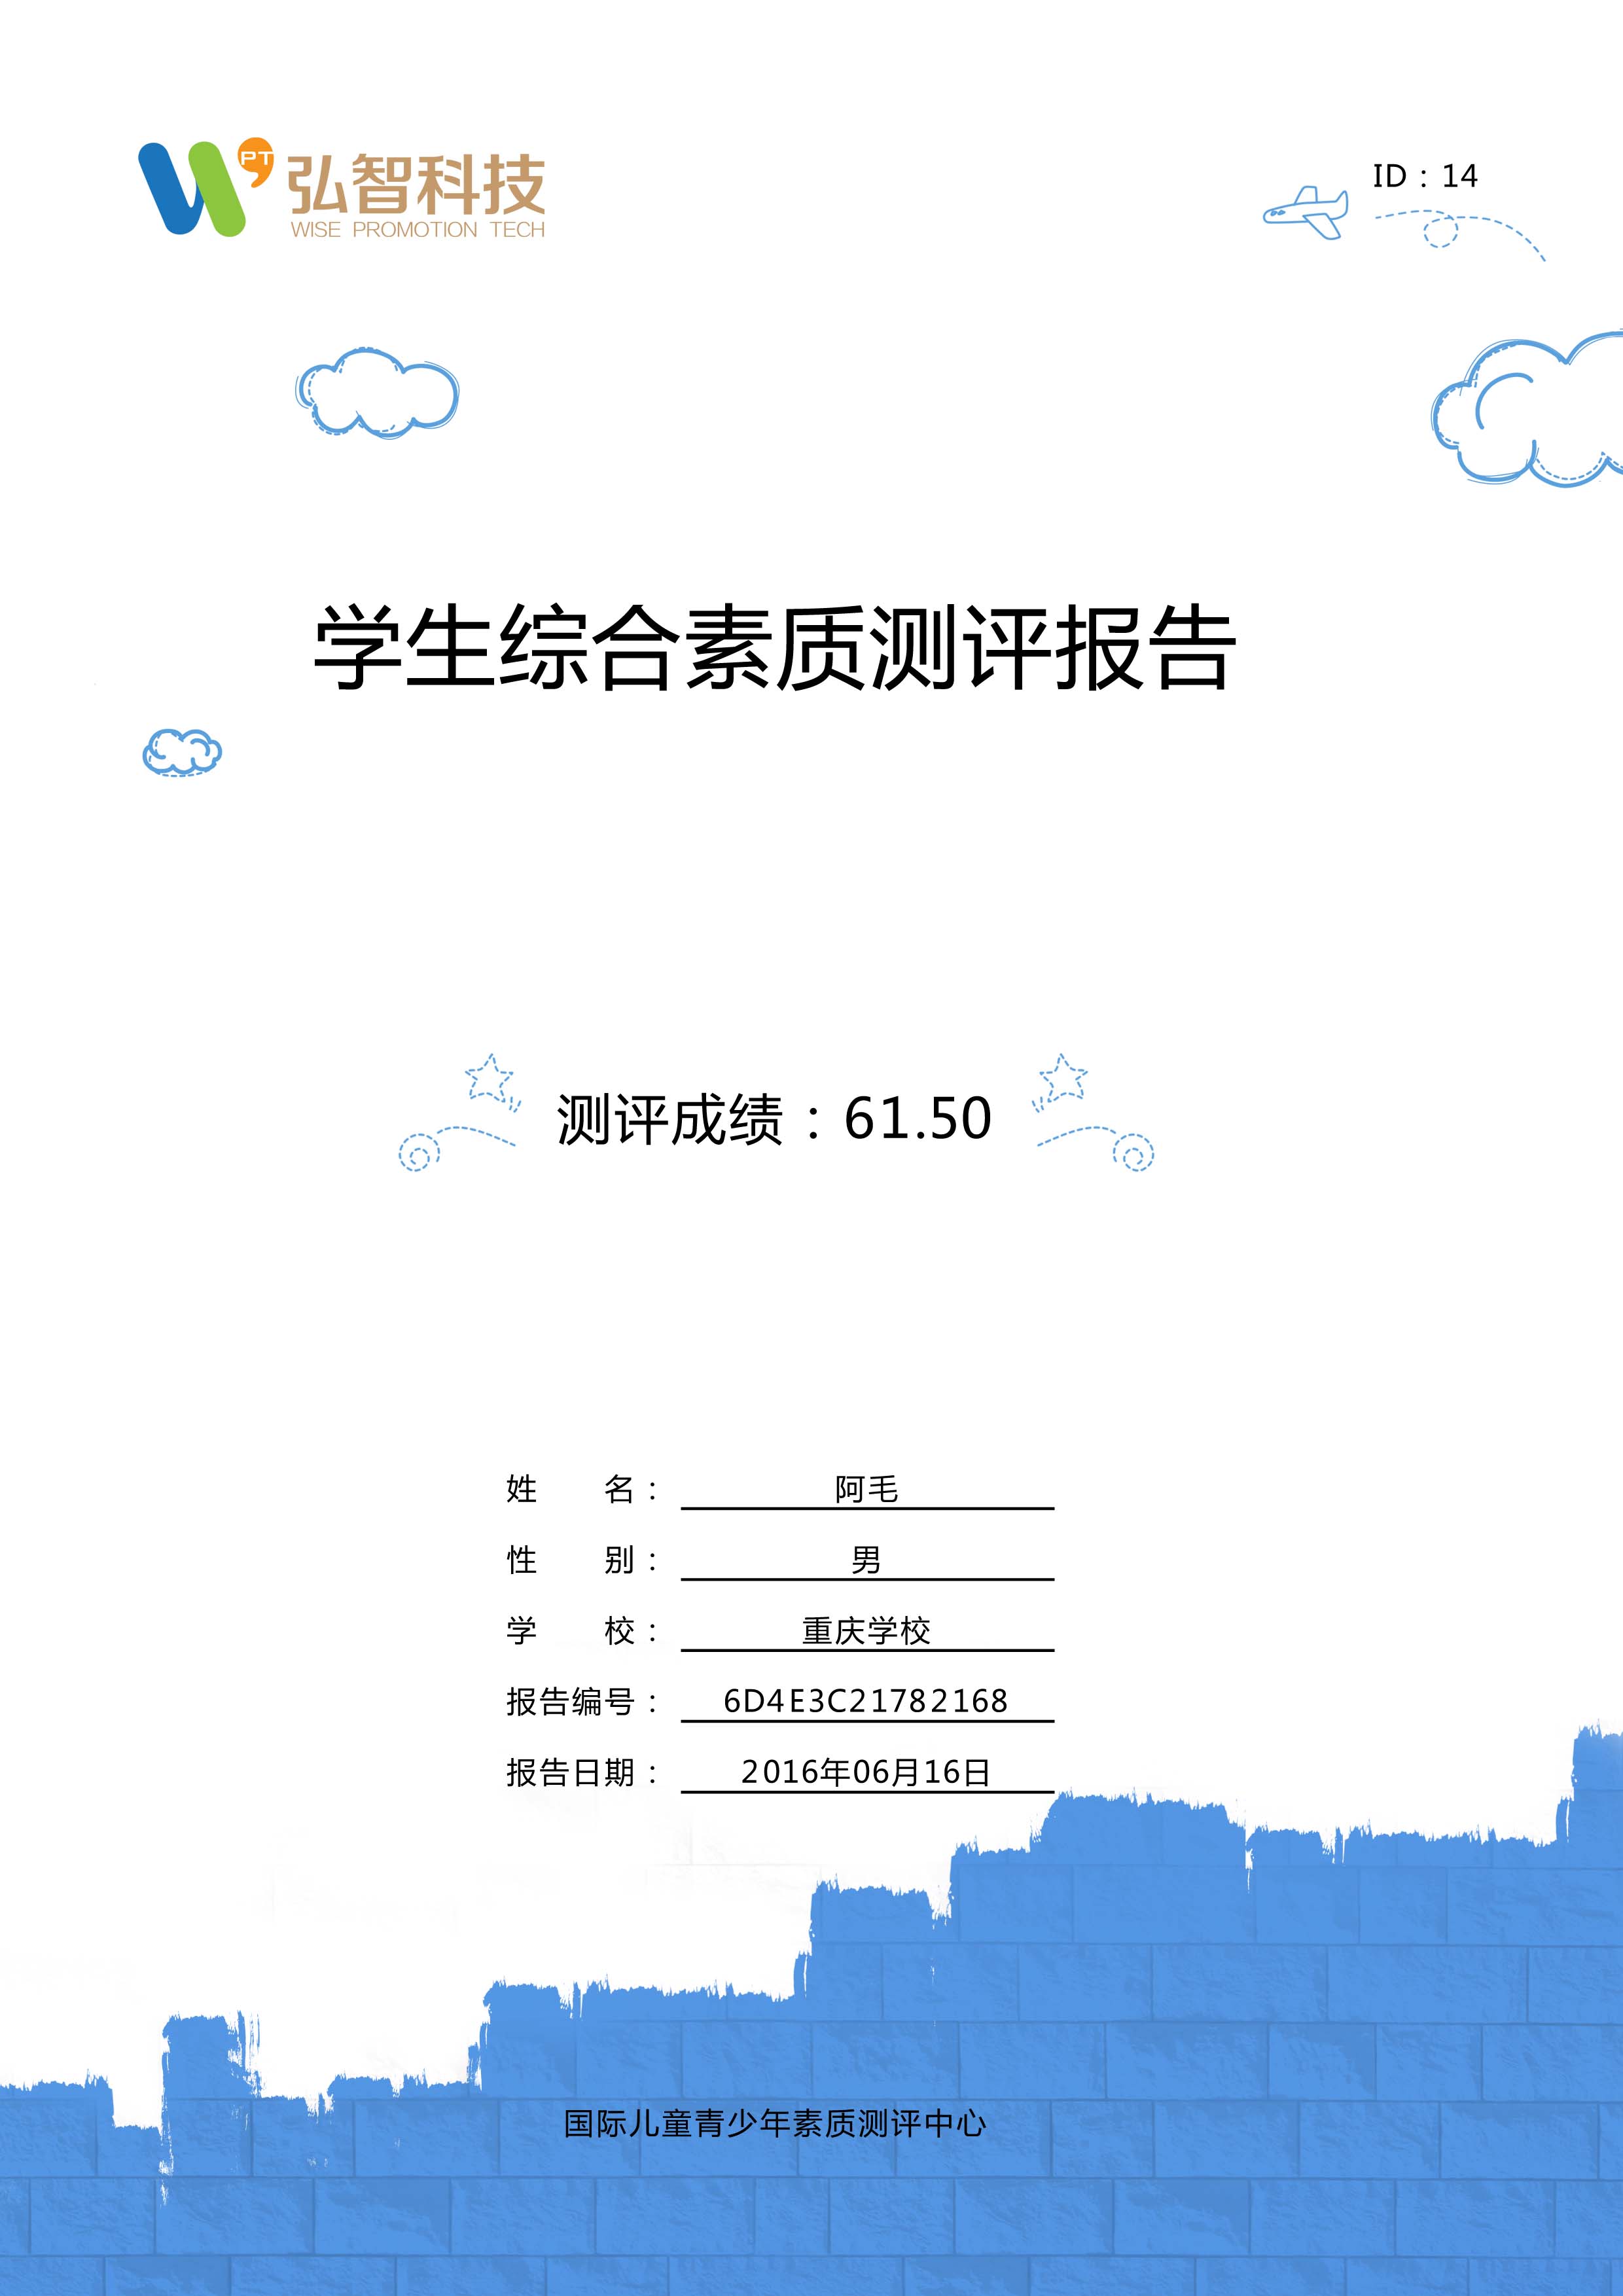 PT
弘智科技
WISE PROMOTION TECH
ID：14
学生综合素质测评报告
测评成绩：61.50
姓名：阿毛
性别：男
学校：重庆学校
报告编号：6D4E3C21782168
报告日期：2016年06月16日
国际儿童青少年素质测评中心